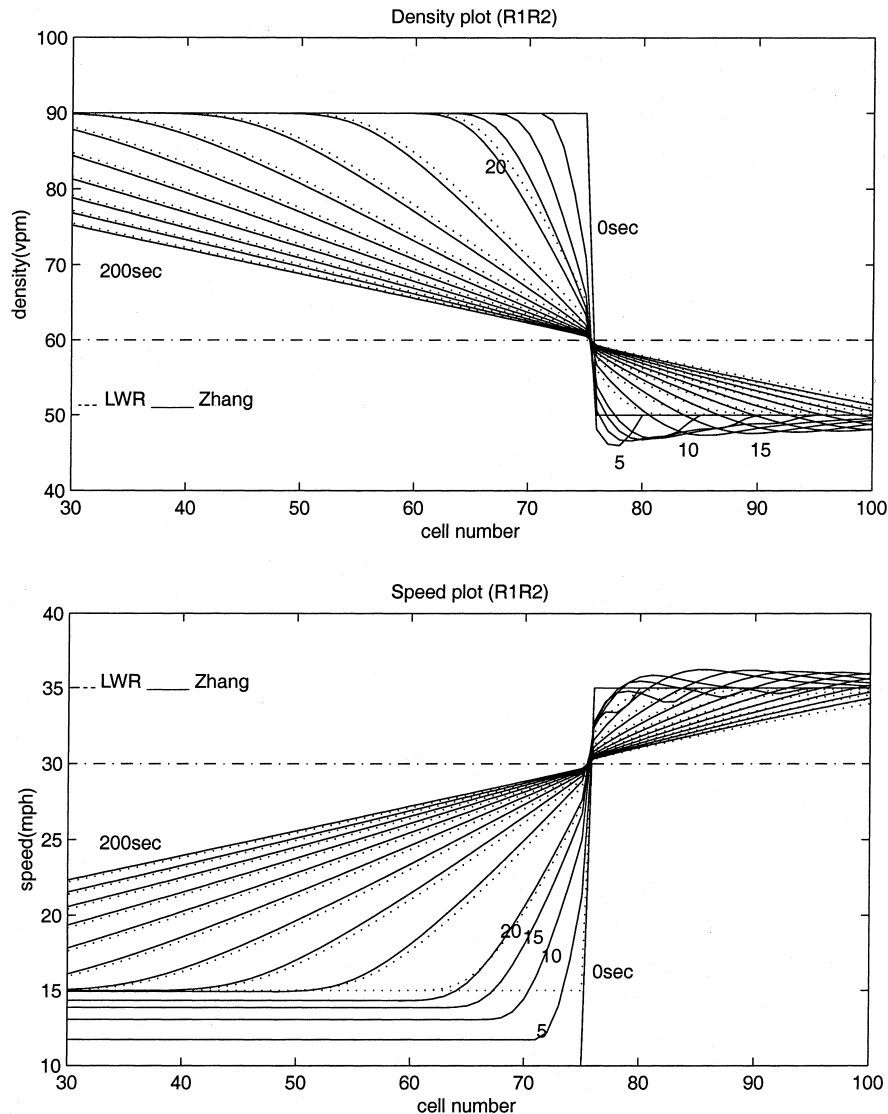 Density plot (R1R2)
100
90
80
70
60
50
40
density(vpm)
20
0sec
200sec
LWR Zhang
5 10 15
30 40 50 60 70 80 90 100
cell number
Speed plot (R1R2)
40
35
30
25
20
15
10
speed(mph)
LWR Zhang
200sec
20 15
10
0sec
5
30 40 50 60 70 80 90 100
cell number